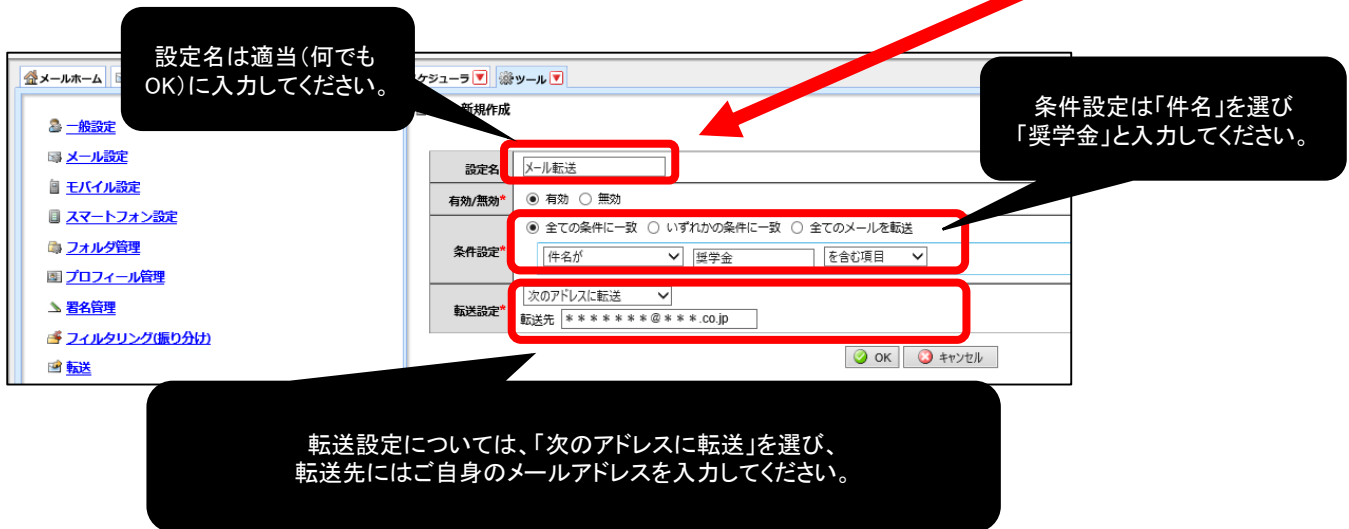 設定名は適当(何でも
OK)に入力してください。
メールホーム
ケジューラ ツール
新規作成
条件設定は「件名」を選び
「奨学金」と入力してください。
一般設定
メール設定
モバイル設定
スマートフォン設定
フォルダ管理
プロフィール管理
署名管理
フィルタリング(振り分け)
転送
設定名 メール転送
有効/無効* 有効 無効
全ての条件に一致 いずれかの条件に一致 全てのメールを転送
条件設定* 件名が 奨学金 を含む項目
次のアドレスに転送
転送設定*
転送先 *******@***.co.jp
OK キャンセル
転送設定については、「次のアドレスに転送」を選び、
転送先にはご自身のメールアドレスを入力してください。